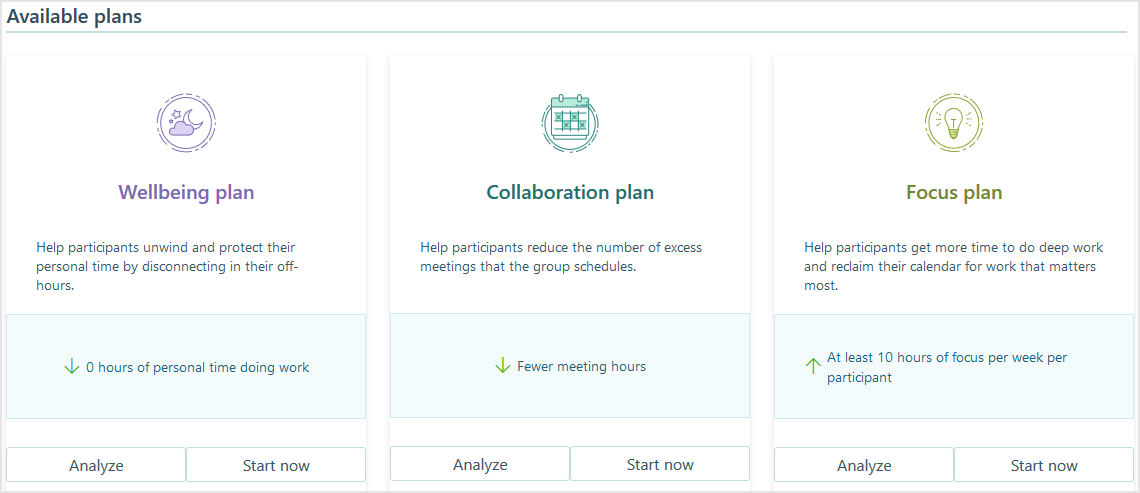 Available plans
Wellbeing plan
Help participants unwind and protect their
personal time by disconnecting in their off-
hours.
0 hours of personal time doing work
Analyze
Start now
Collaboration plan
Help participants reduce the number of excess
meetings that the group schedules.
Fewer meeting hours
Analyze
Start now
Focus plan
Help participants get more time to do deep work
and reclaim their calendar for work that matters
most.
At least 10 hours of focus per week per
participant
Analyze
Start now